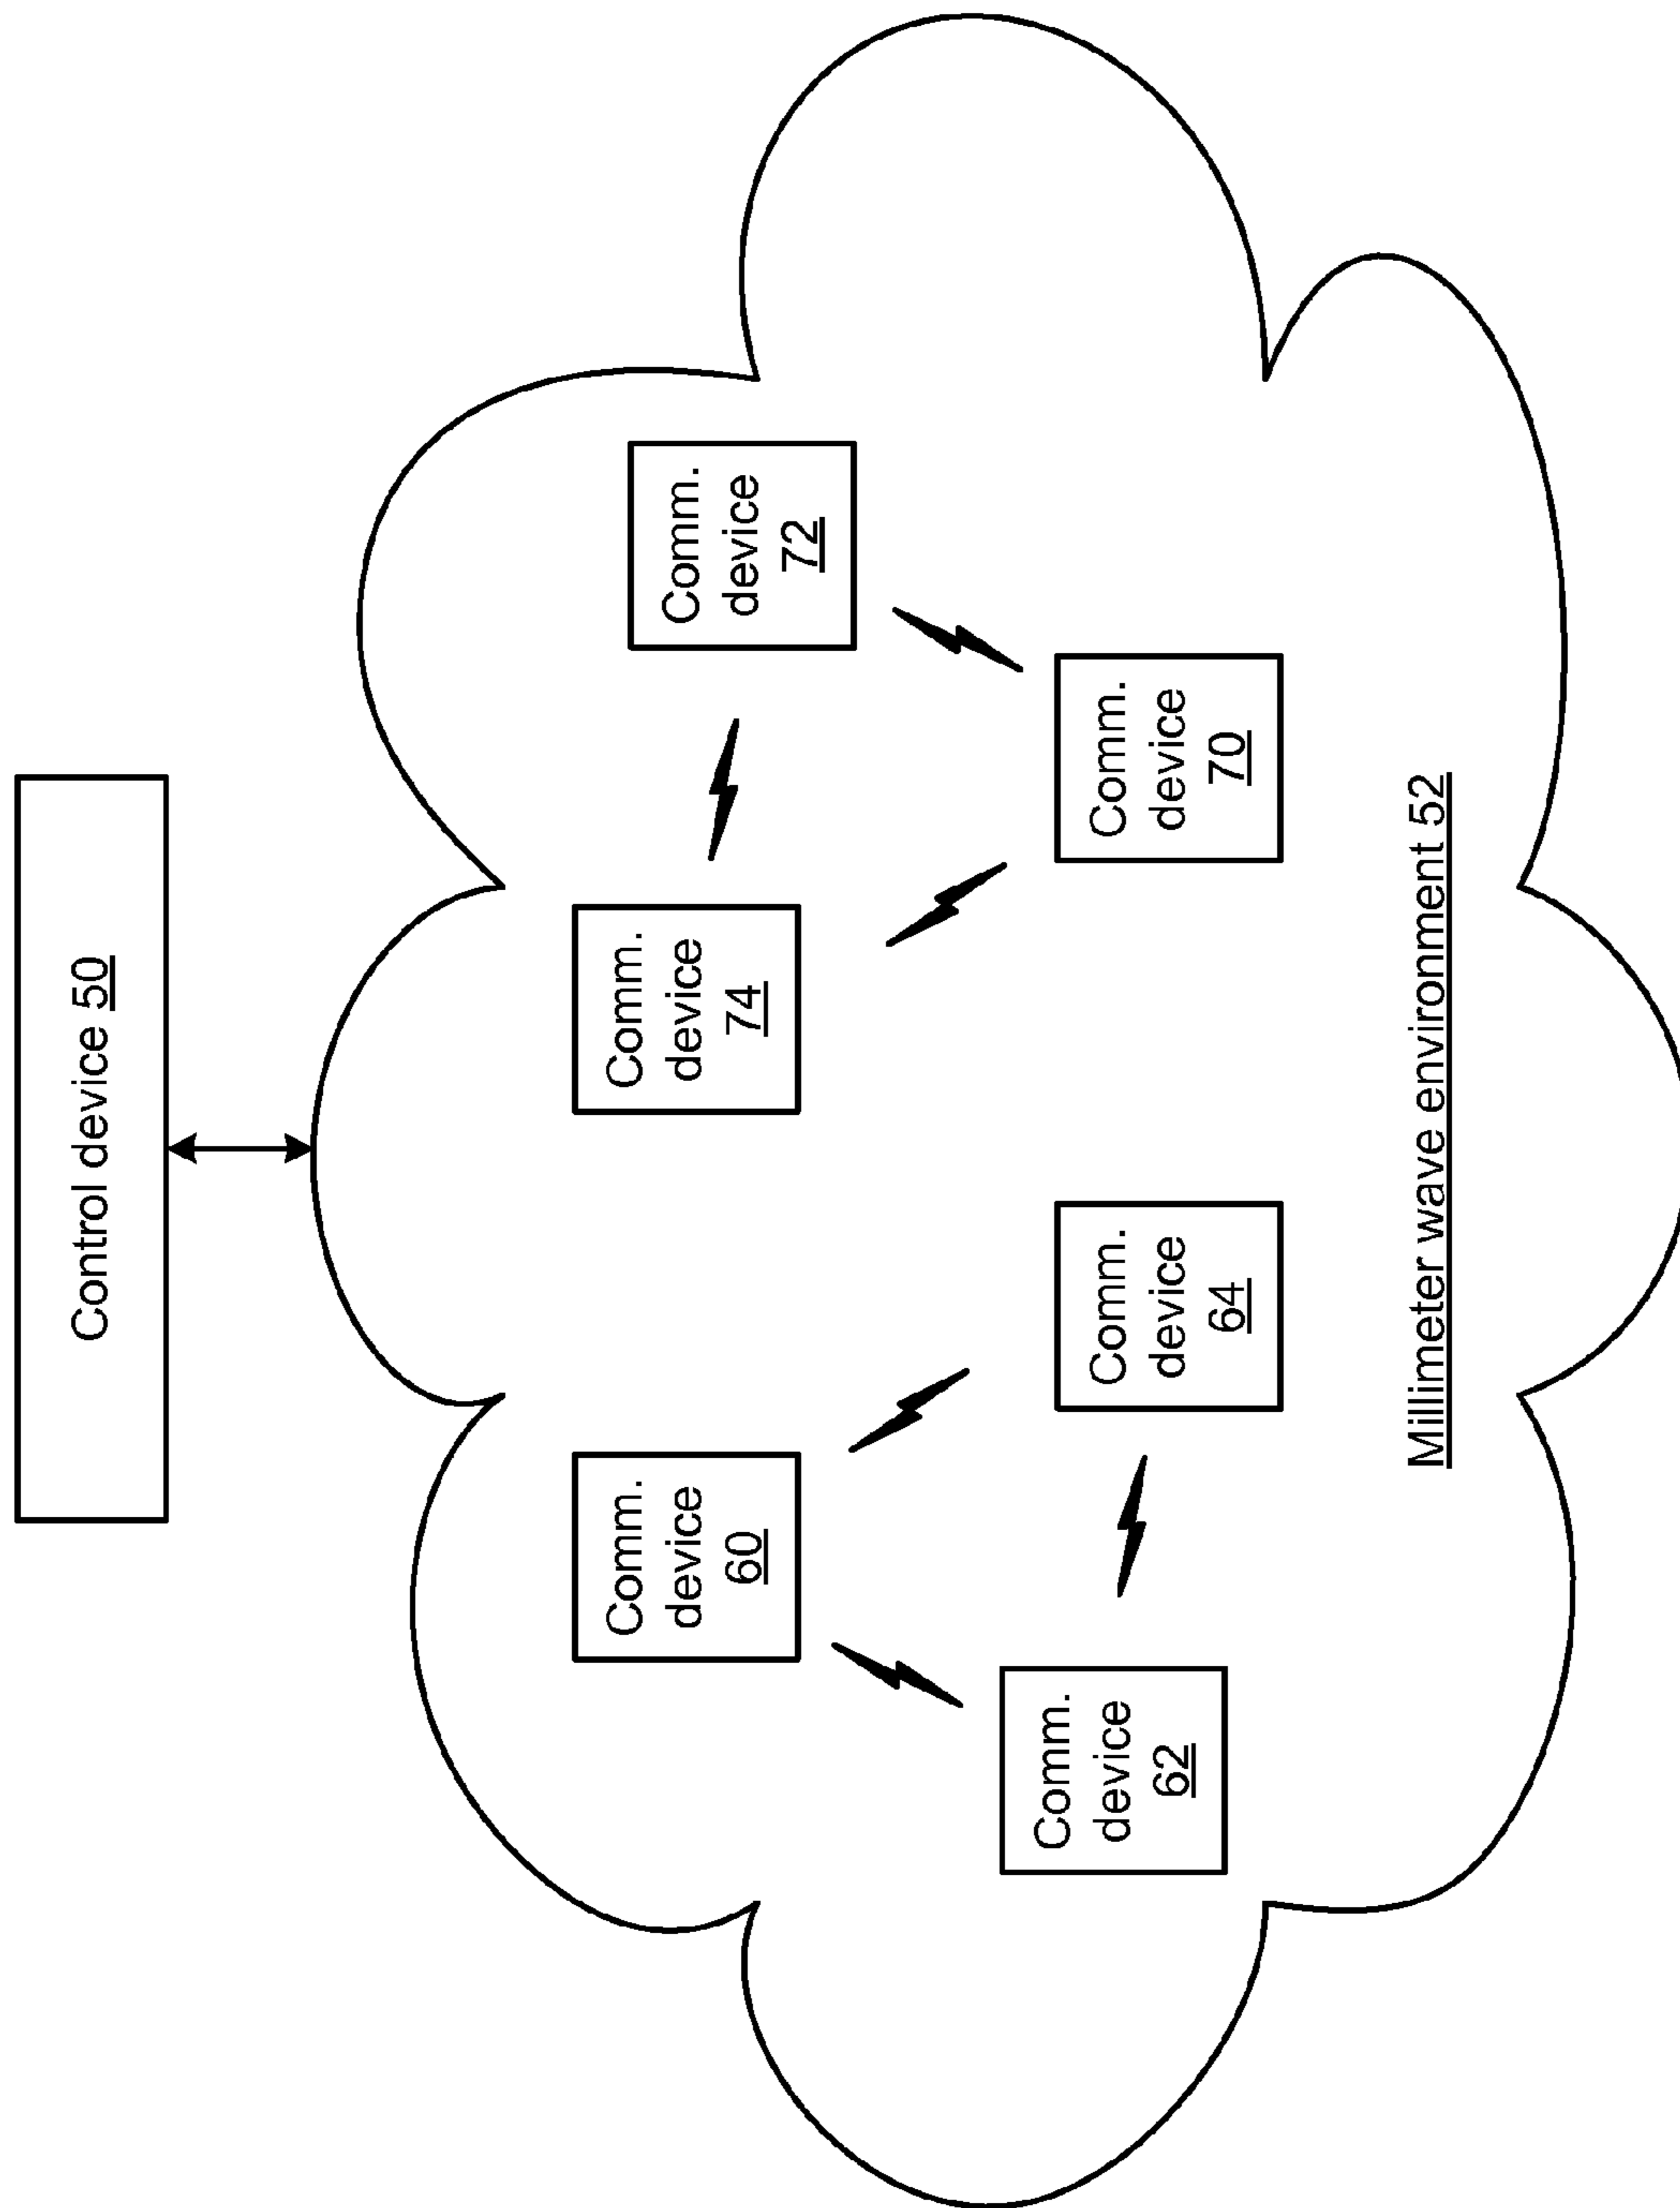 Control device 50
Comm.
device
60
Comm.
device
74
Comm.
device
72
Comm.
device
62
Comm.
device
64
Comm.
device
70
Millimeter wave environment 52